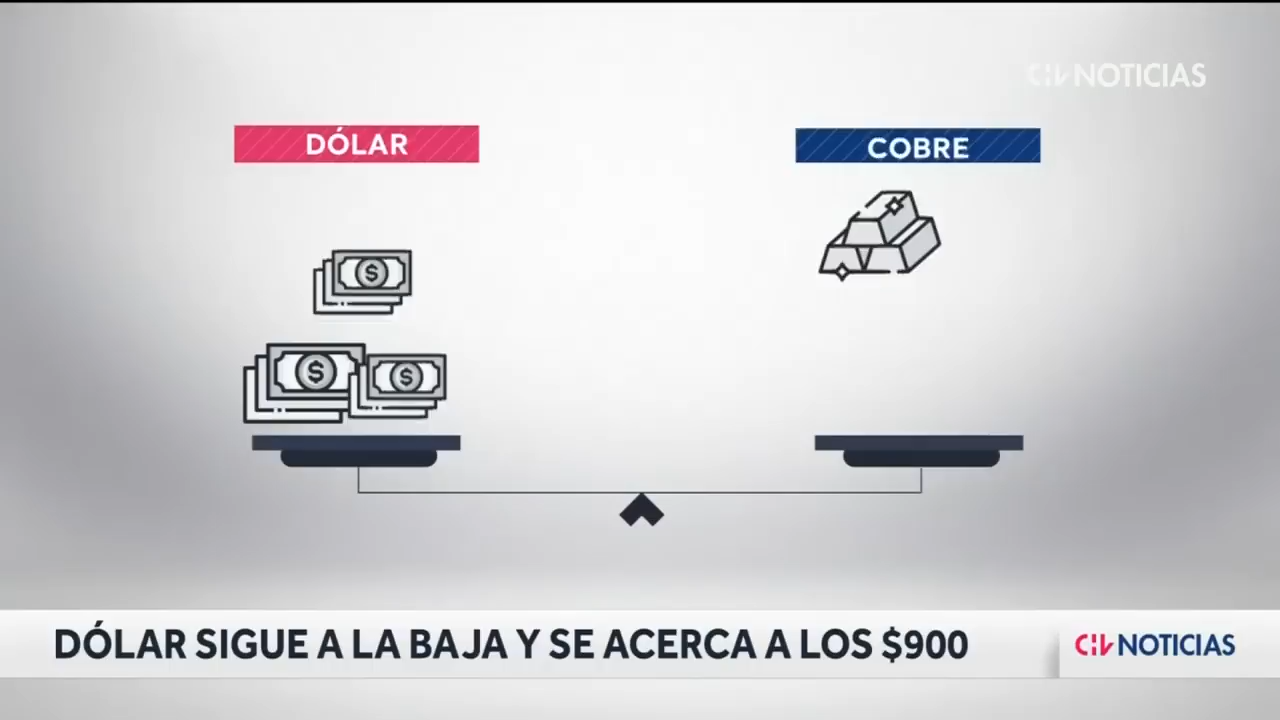 CHV NOTICIAS
DÓLAR
COBRE
$
$
$
DÓLAR SIGUE A LA BAJA Y SE ACERCA A LOS $900
CHV NOTICIAS